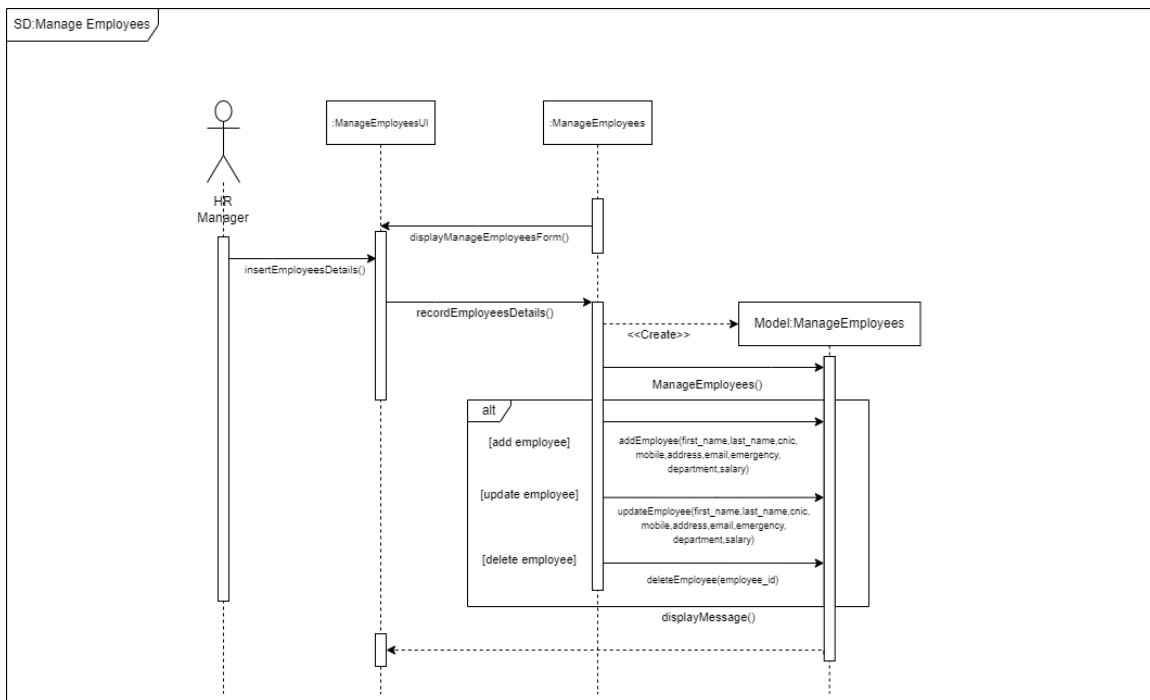 SD:Manage Employees
:ManageEmployeesUI
:ManageEmployees
HR
Manager
displayManageEmployeesForm()
insertEmployeesDetails()
recordEmployeesDetails()
Model:ManageEmployees
<<Create>>
ManageEmployees()
alt
[add employee]
addEmployee(first_name,last_name,cnic,
mobile,address,email,emergency,
department,salary)
[update employee]
updateEmployee(first_name,last_name,cnic,
mobile,address,email,emergency,
department,salary)
[delete employee]
deleteEmployee(employee_id)
displayMessage()